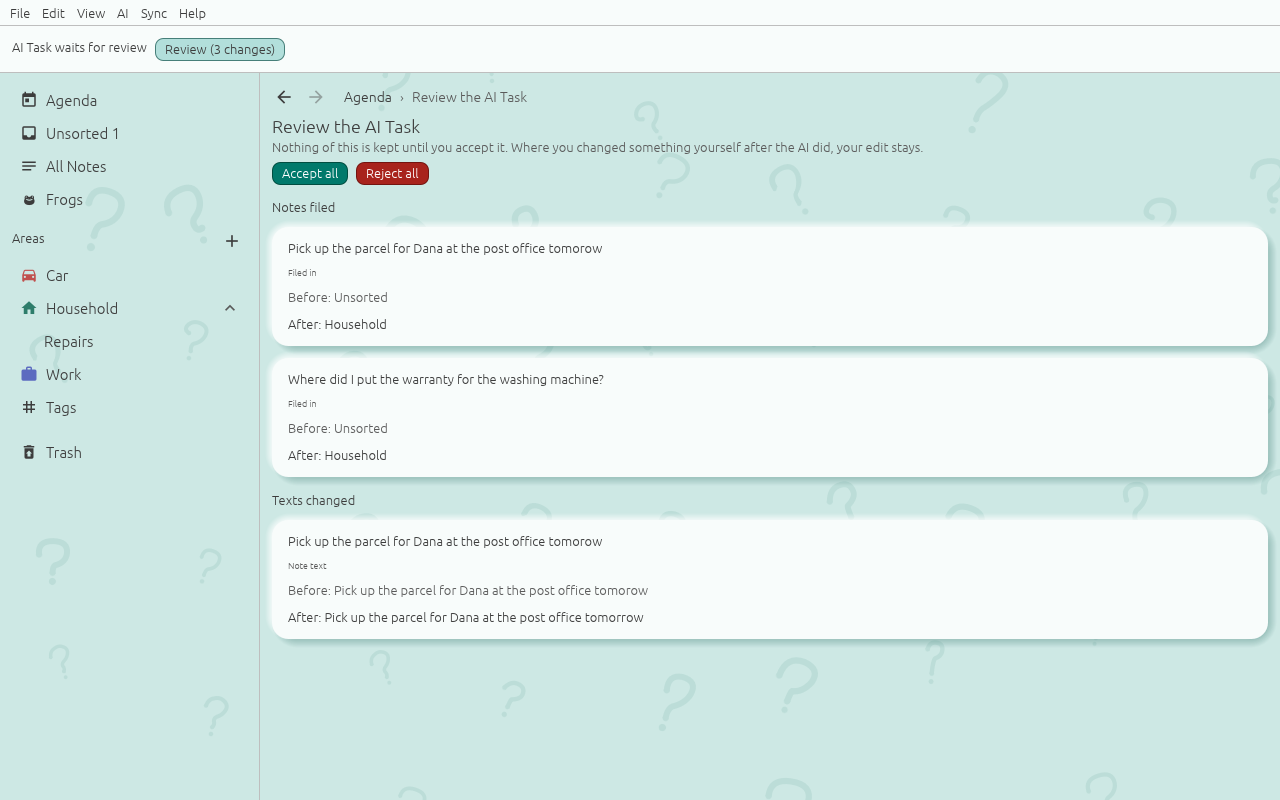 File Edit View AI Sync Help
AI Task waits for review Review (3 changes)
Agenda
Unsorted 1
All Notes
Frogs
Areas
Car
Household
Repairs
Work
Tags
Trash
Agenda › Review the AI Task
Review the AI Task
Nothing of this is kept until you accept it. Where you changed something yourself after the AI did, your edit stays.
Accept all Reject all
Notes filed
Pick up the parcel for Dana at the post office tomorow
Filed in
Before: Unsorted
After: Household
Where did I put the warranty for the washing machine?
Filed in
Before: Unsorted
After: Household
Texts changed
Pick up the parcel for Dana at the post office tomorow
Note text
Before: Pick up the parcel for Dana at the post office tomorow
After: Pick up the parcel for Dana at the post office tomorrow